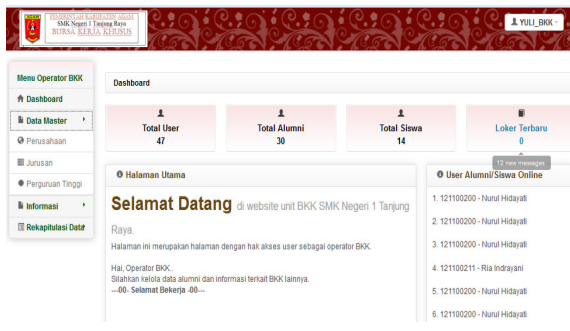 PEMERINTAH KABUPATEN AGAM
SMK Negeri 1 Tanjung Raya
BURSA KERJA KHUSUS
YULI_BKK
Menu Operator BKK
Dashboard
Data Master
Perusahaan
Jurusan
Perguruan Tinggi
Informasi
Rekapitulasi Data
Dashboard
Total User
47
Total Alumni
30
Total Siswa
14
Loker Terbaru
0
12 new messages.
Halaman Utama
Selamat Datang di website unit BKK SMK Negeri 1 Tanjung
Raya.
Halaman ini merupakan halaman dengan hak akses user sebagai operator BKK.
Hai, Operator BKK..
Silahkan kelola data alumni dan informasi terkait BKK lainnya.
---00- Selamat Bekerja -00---
User Alumni/Siswa Online
1. 121100200 - Nurul Hidayati
2. 121100200 - Nurul Hidayati
3. 121100200 - Nurul Hidayati
4. 121100211 - Ria Indrayani
5. 121100200 - Nurul Hidayati
6. 121100200 - Nurul Hidayati